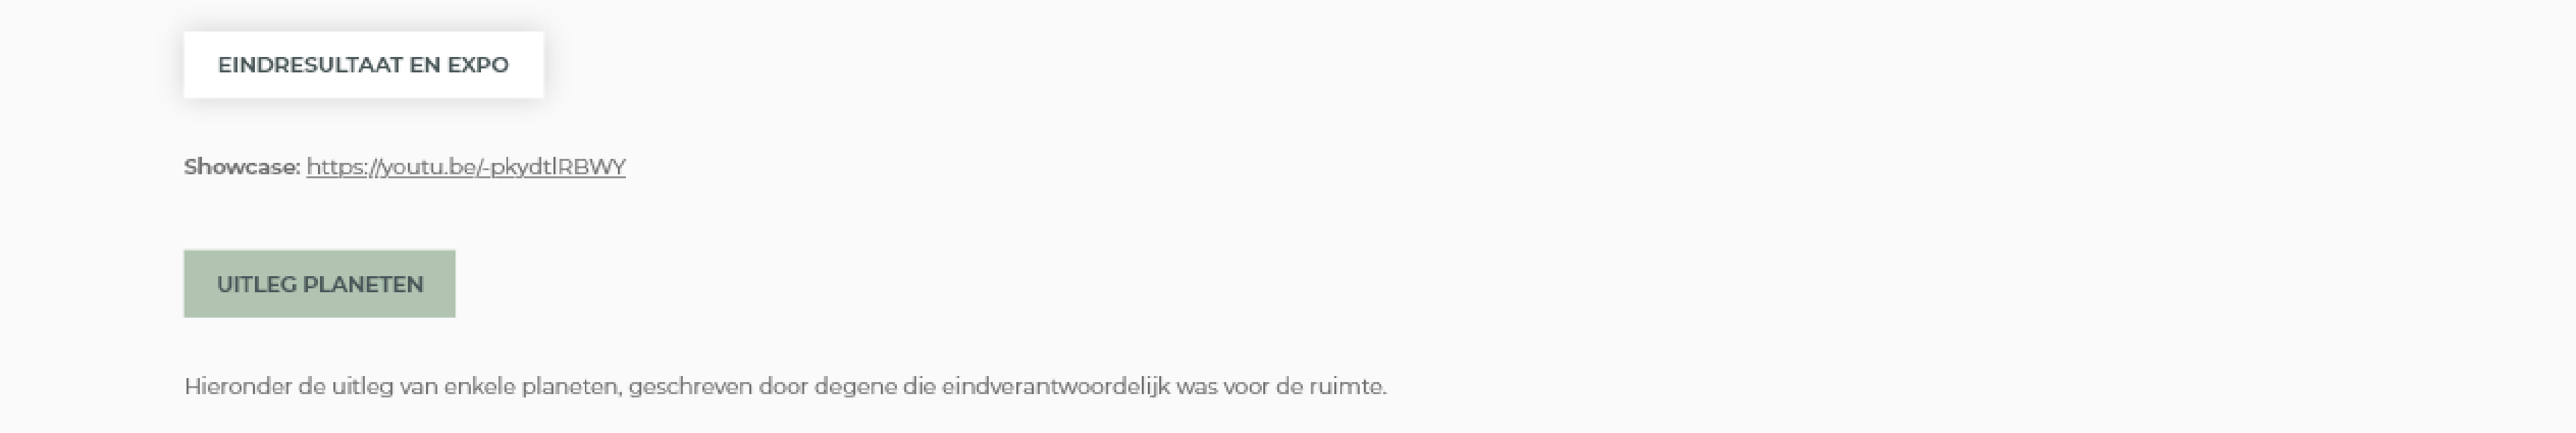 EINDRESULTAAT EN EXPO
Showcase: https://youtu.be/-pkydtlRBWY
UITLEG PLANETEN
Hieronder de uitleg van enkele planeten, geschreven door degene die eindverantwoordelijk was voor de ruimte.